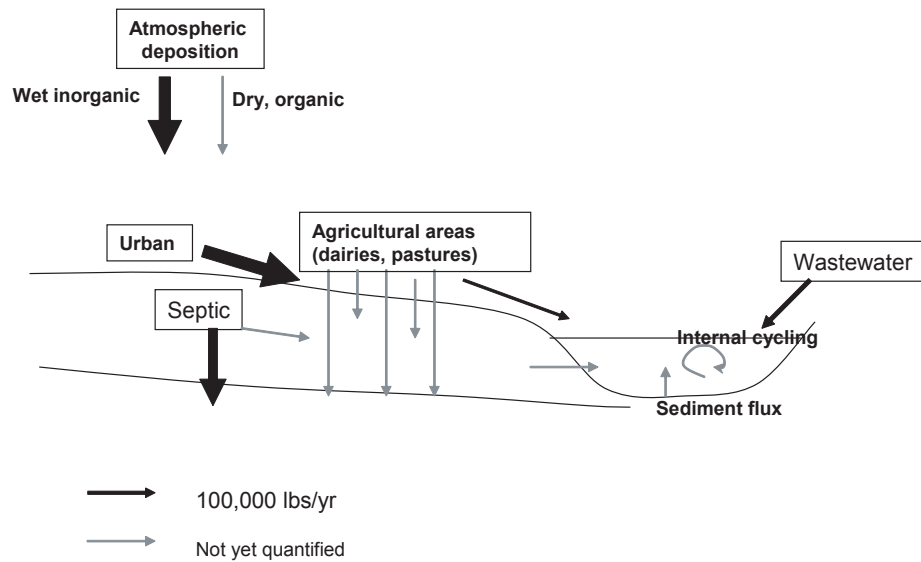 Atmospheric
deposition
Wet inorganic
Dry, organic
Urban
Agricultural areas
(dairies, pastures)
Wastewater
Septic
Internal cycling
Sediment flux
100,000 lbs/yr
Not yet quantified